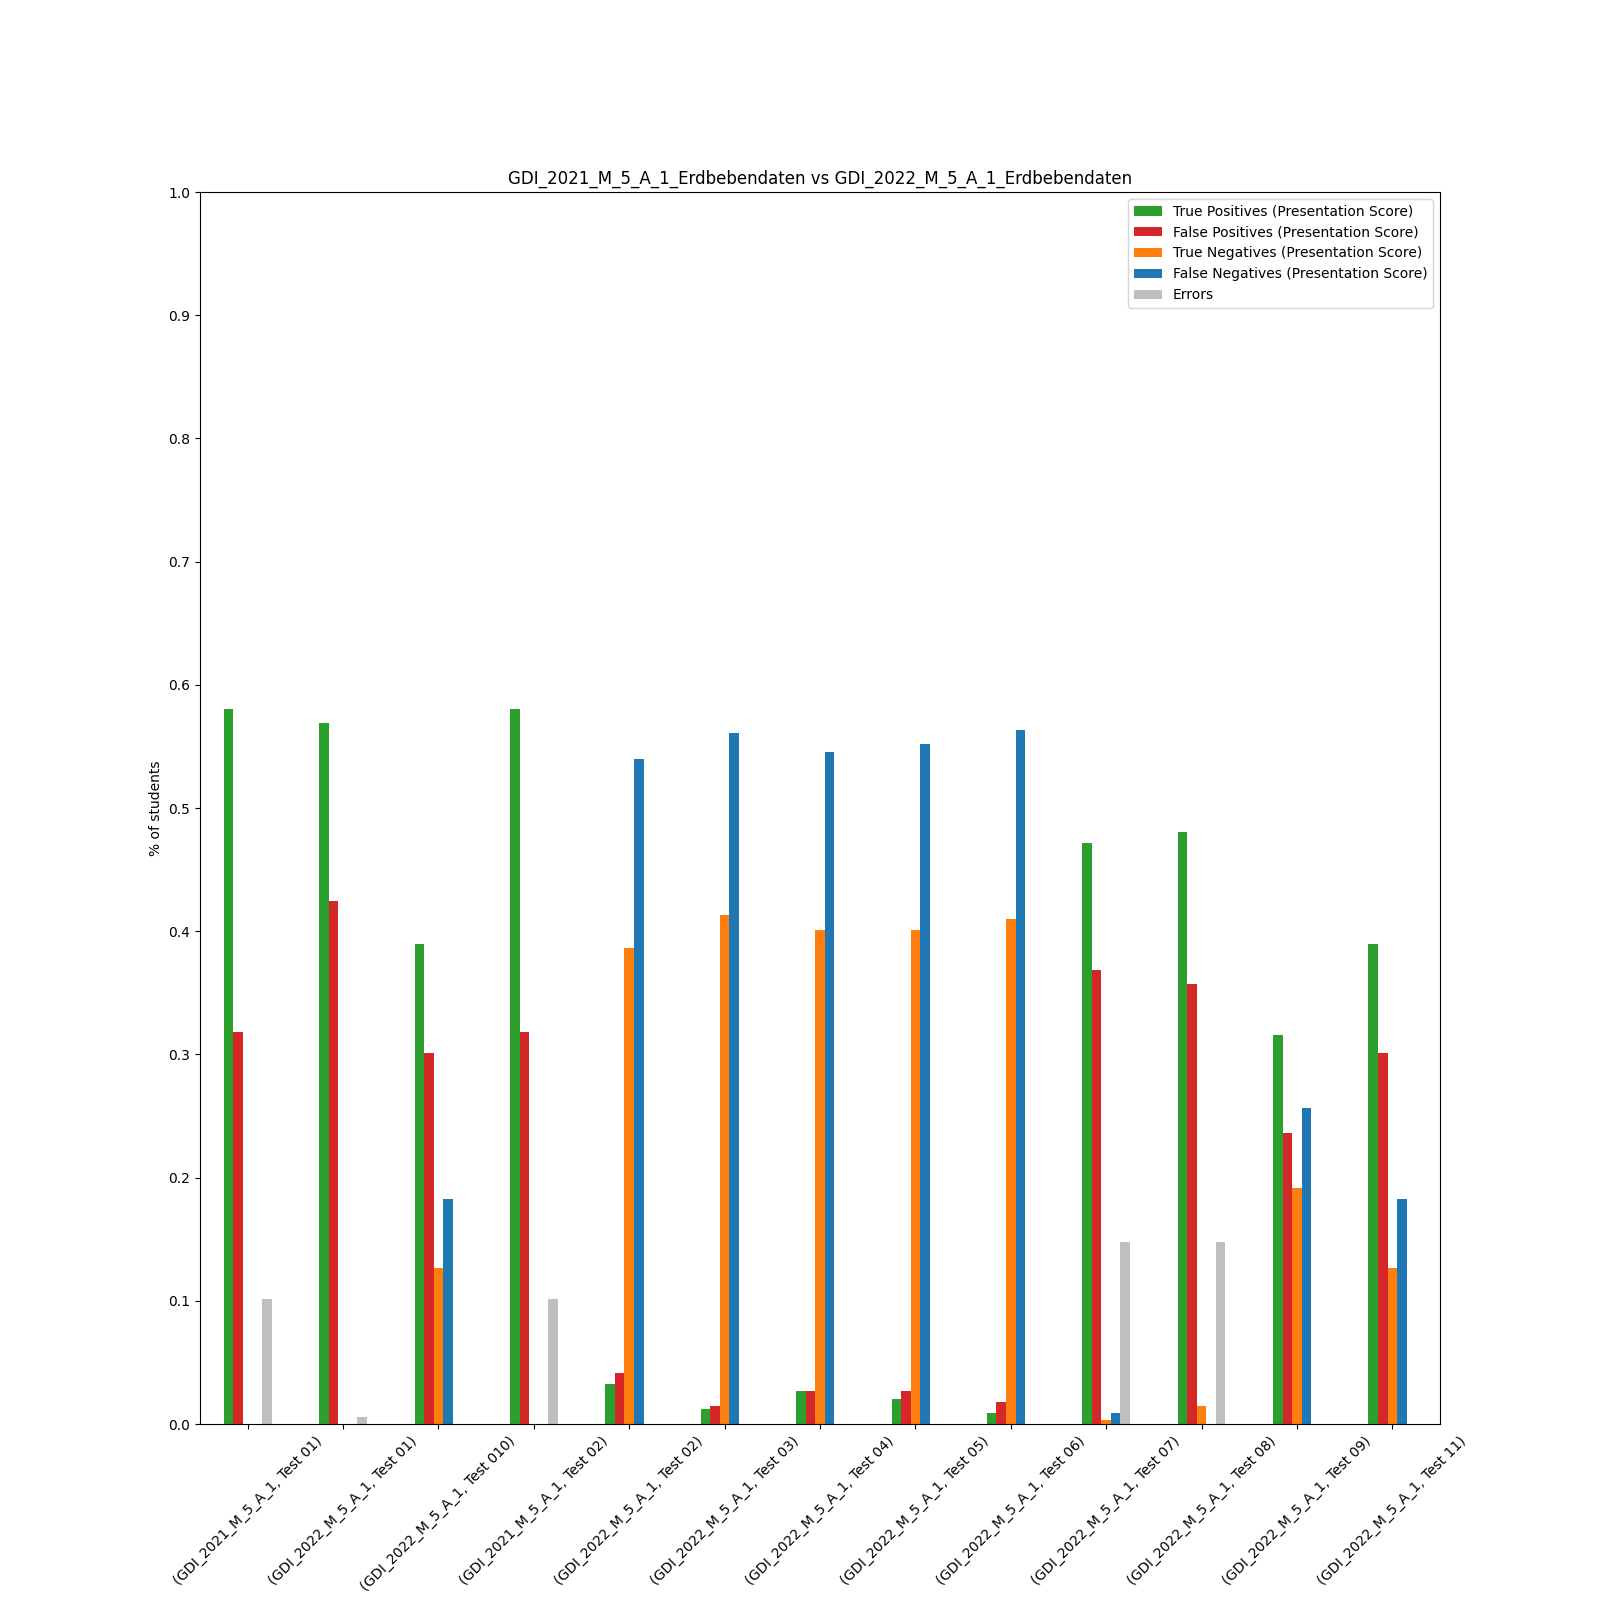 GDI_2021_M_5_A_1_Erdbebendaten vs GDI_2022_M_5_A_1_Erdbebendaten
True Positives (Presentation Score)
False Positives (Presentation Score)
True Negatives (Presentation Score)
False Negatives (Presentation Score)
Errors
% of students
1.0
0.9
0.8
0.7
0.6
0.5
0.4
0.3
0.2
0.1
0.0
(GDI_2021_M_5_A_1, Test 01)
(GDI_2022_M_5_A_1, Test 01)
(GDI_2022_M_5_A_1, Test 010)
(GDI_2021_M_5_A_1, Test 02)
(GDI_2022_M_5_A_1, Test 02)
(GDI_2022_M_5_A_1, Test 03)
(GDI_2022_M_5_A_1, Test 04)
(GDI_2022_M_5_A_1, Test 05)
(GDI_2022_M_5_A_1, Test 06)
(GDI_2022_M_5_A_1, Test 07)
(GDI_2022_M_5_A_1, Test 08)
(GDI_2022_M_5_A_1, Test 09)
(GDI_2022_M_5_A_1, Test 11)